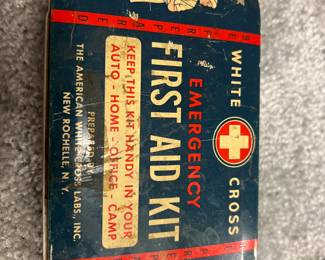 WHITE CROSS
EMERGENCY
FIRST AID KIT
KEEP THIS KIT HANDY IN YOUR
AUTO - HOME - OFFICE - CAMP
PREPARED BY
THE AMERICAN WHITE CROSS LABS., INC.
NEW ROCHELLE, N. Y.